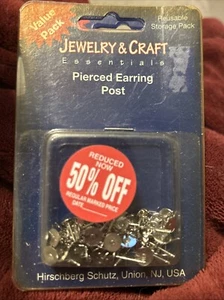 Value
Pack
JEWELRY & CRAFT
Essentials
Pierced Earring
Post
Reusable
Storage Pack
REDUCED
NOW
50% OFF
REGULAR MARKED PRICE
DATE
Hirschberg Schutz, Union, NJ, USA